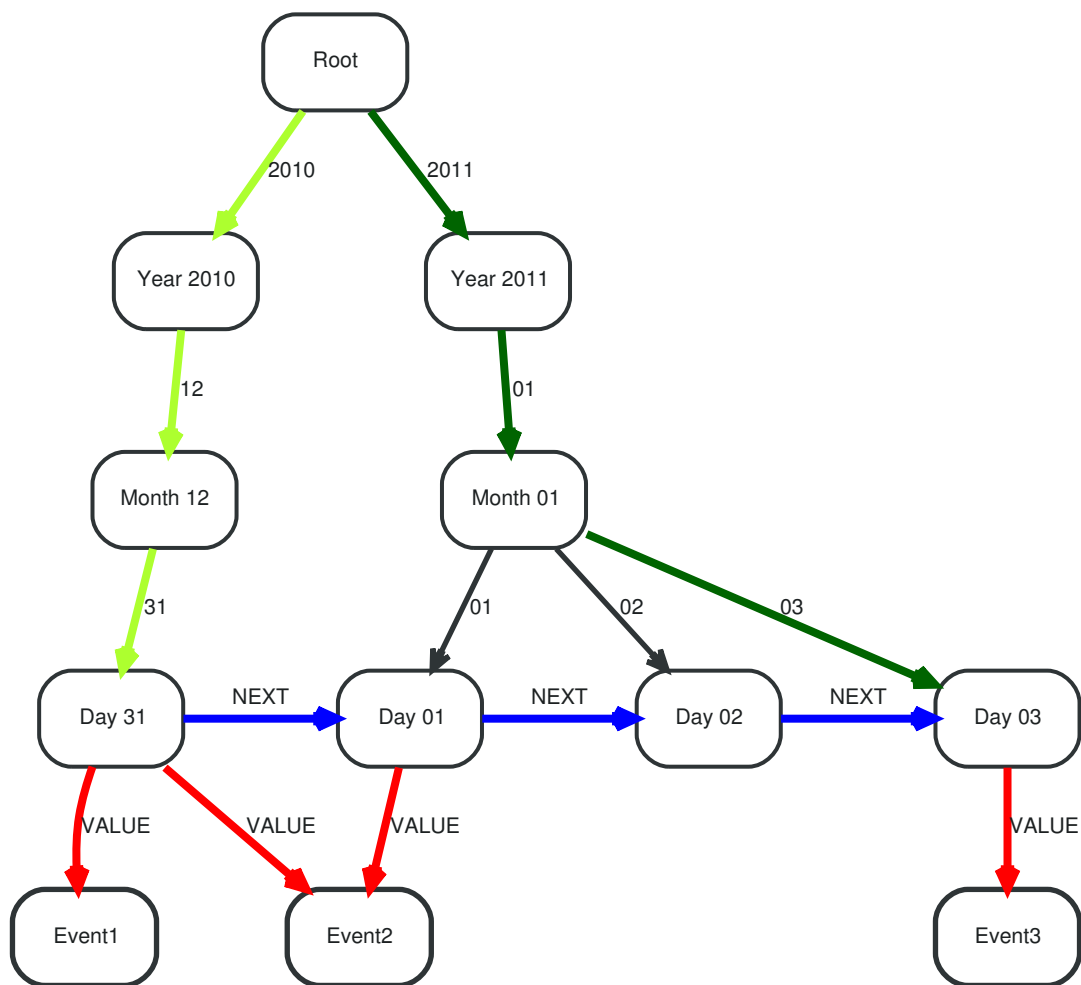 Root
2010
2011
Year 2010
Year 2011
12
01
Month 12
Month 01
31
01
02
03
NEXT
NEXT
NEXT
Day 31
Day 01
Day 02
Day 03
VALUE
VALUE
VALUE
VALUE
Event1
Event2
Event3